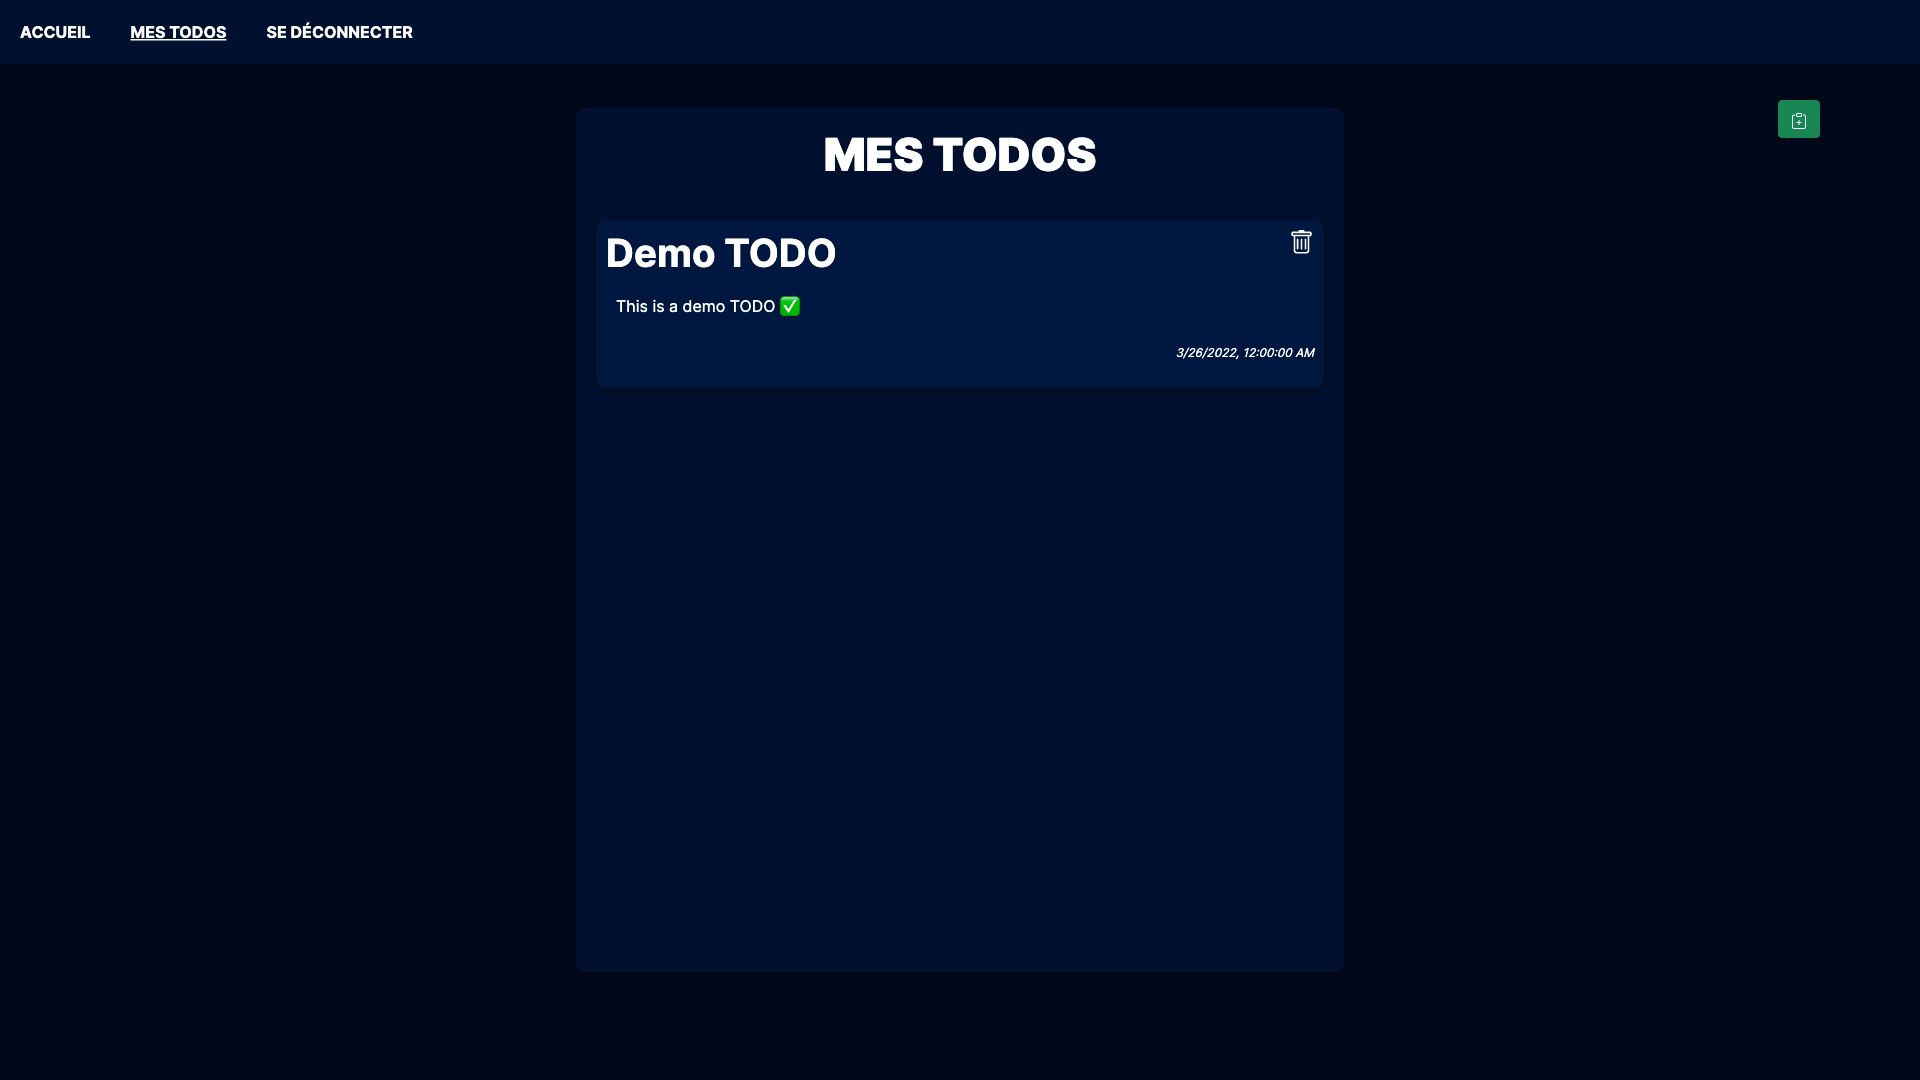 ACCUEIL MES TODOS SE DÉCONNECTER
MES TODOS
Demo TODO
This is a demo TODO ✅
3/26/2022, 12:00:00 AM